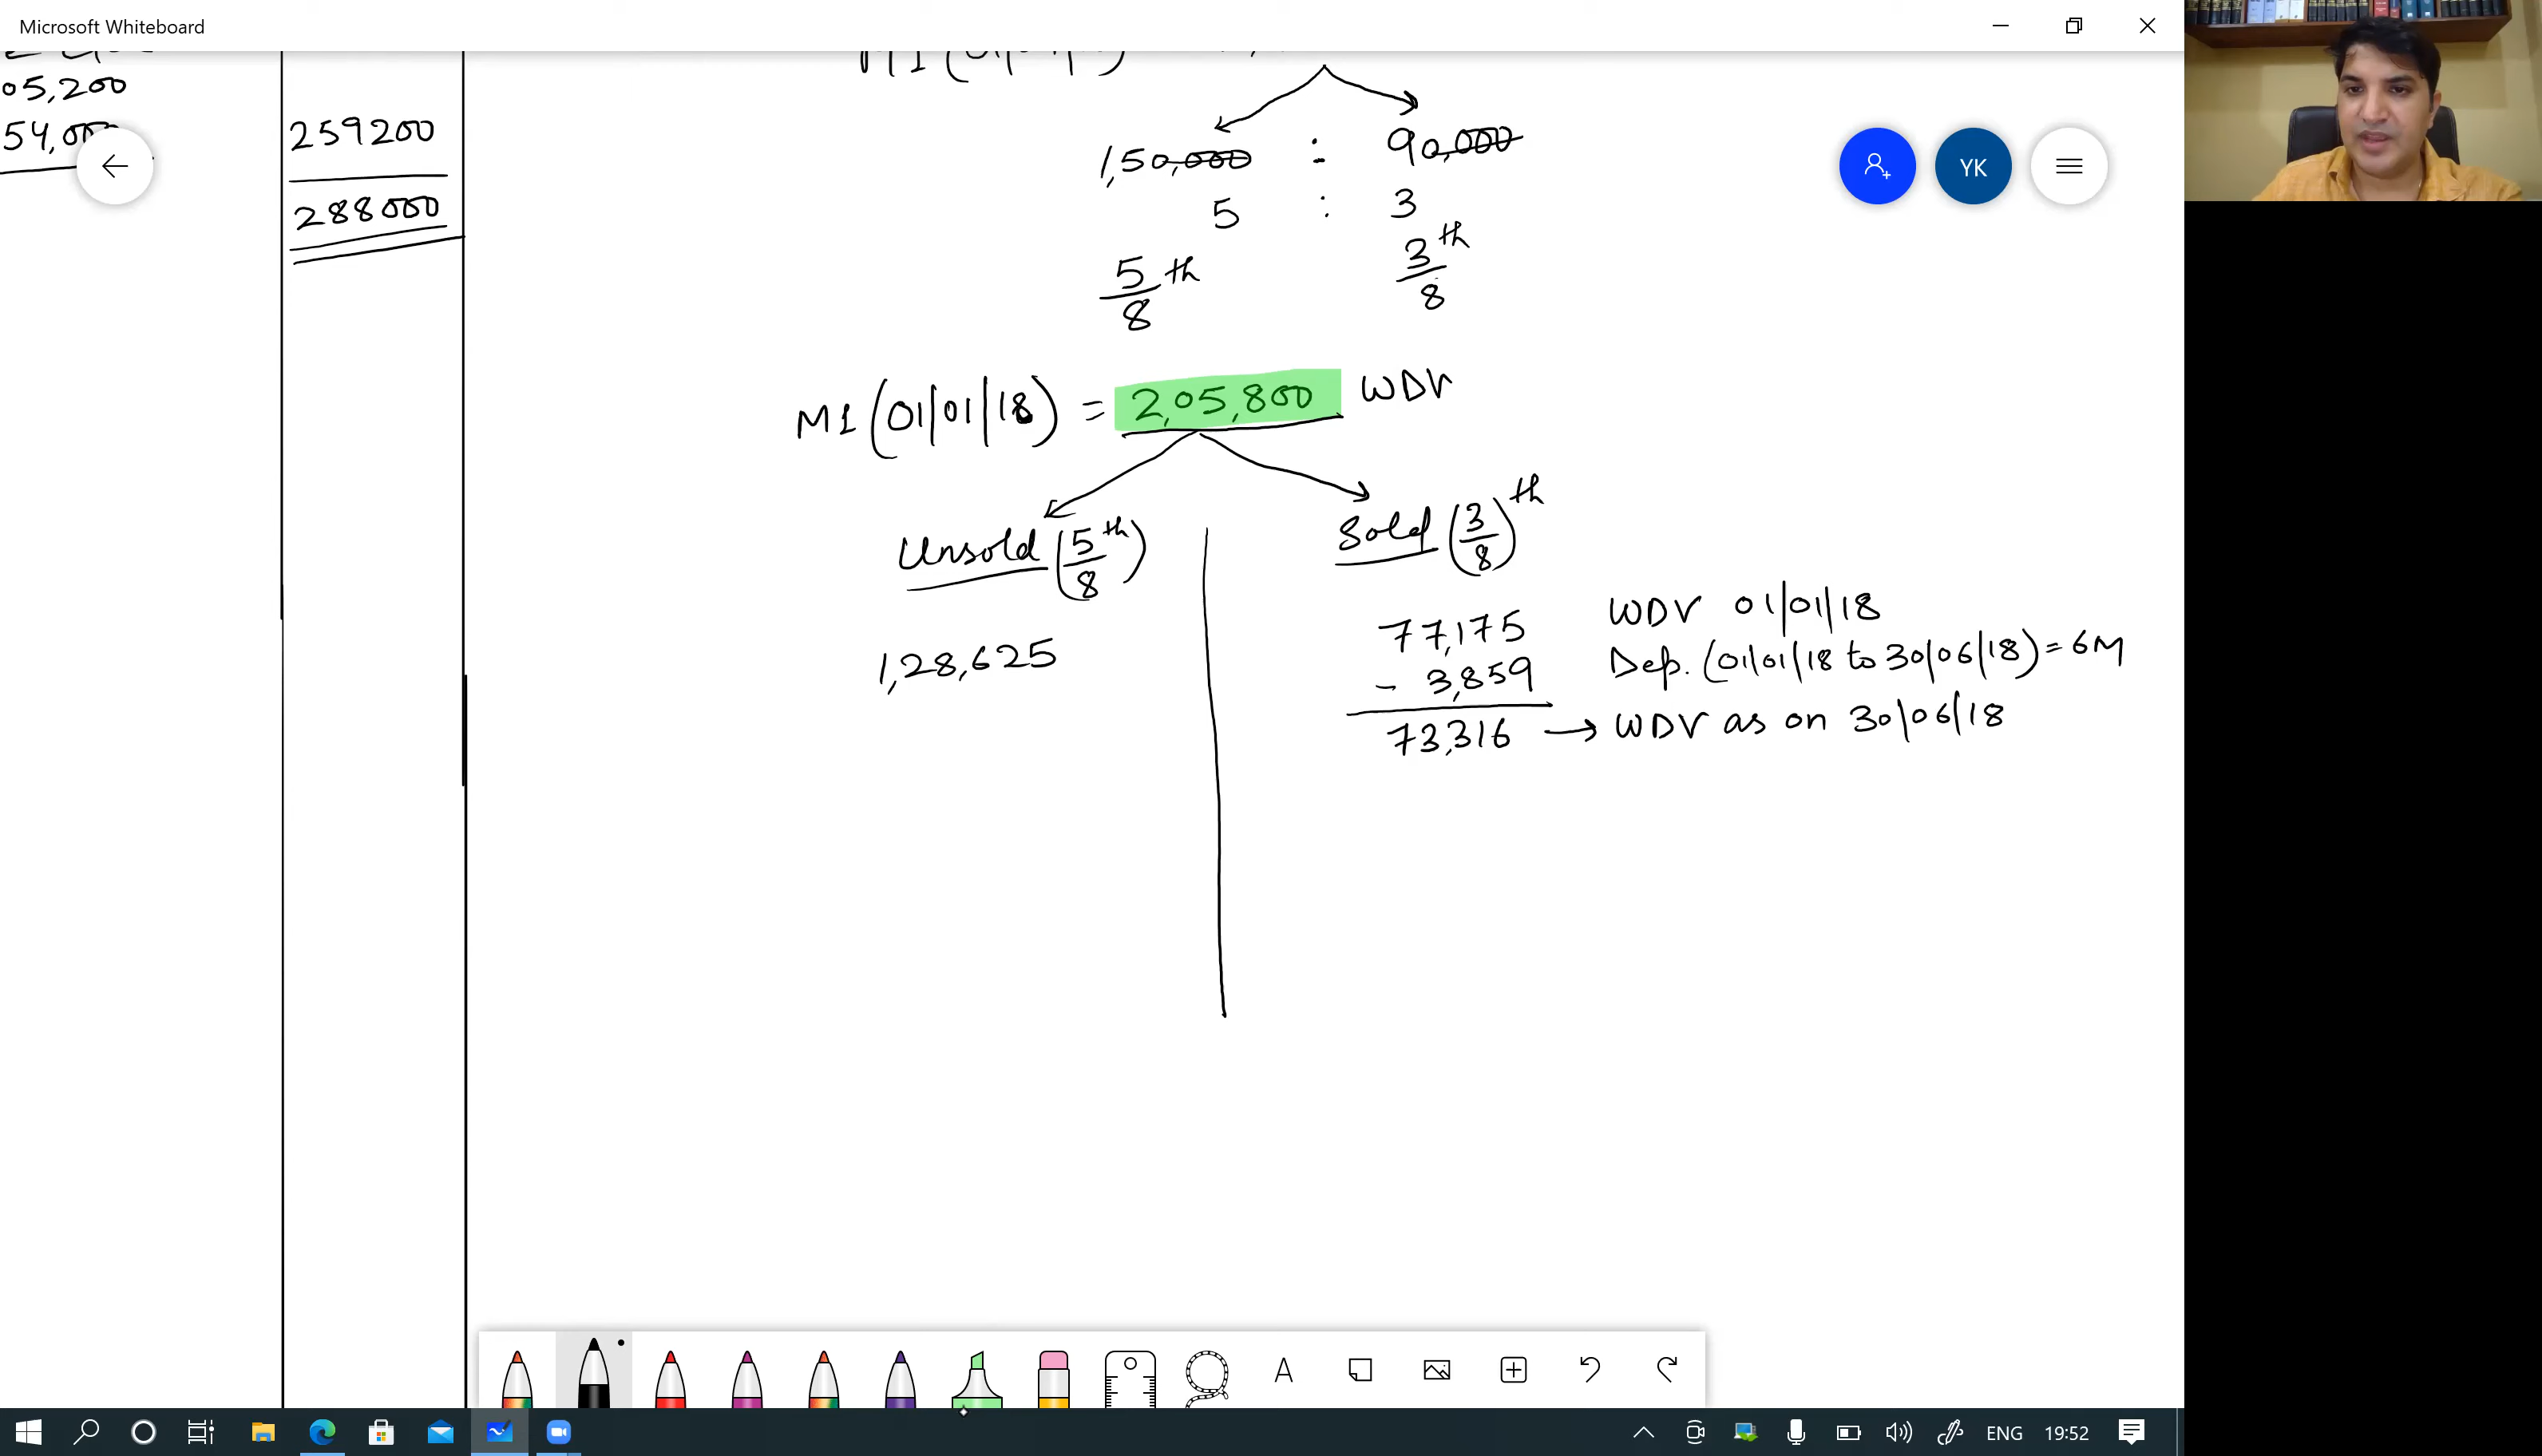 Microsoft Whiteboard
05,200
54,000
259200
288000
1,50,000 : 90,000
5 : 3
5/8 th 3/8 th
M1 (01/01/18) = 2,05,800 WDV
Unsold (5/8 th) Sold (3/8) th
1,28,625
77,175 WDV 01/01/18
- 3,859 Dep. (01/01/18 to 30/06/18) = 6M
73,316 → WDV as on 30/06/18
YK
A
ENG 19:52